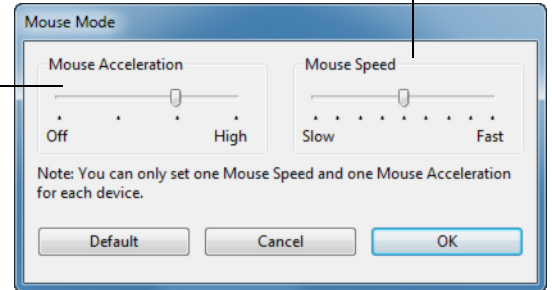 Mouse Mode
Mouse Acceleration
Mouse Speed
Off
High
Slow
Fast
Note: You can only set one Mouse Speed and one Mouse Acceleration
for each device.
Default
Cancel
OK